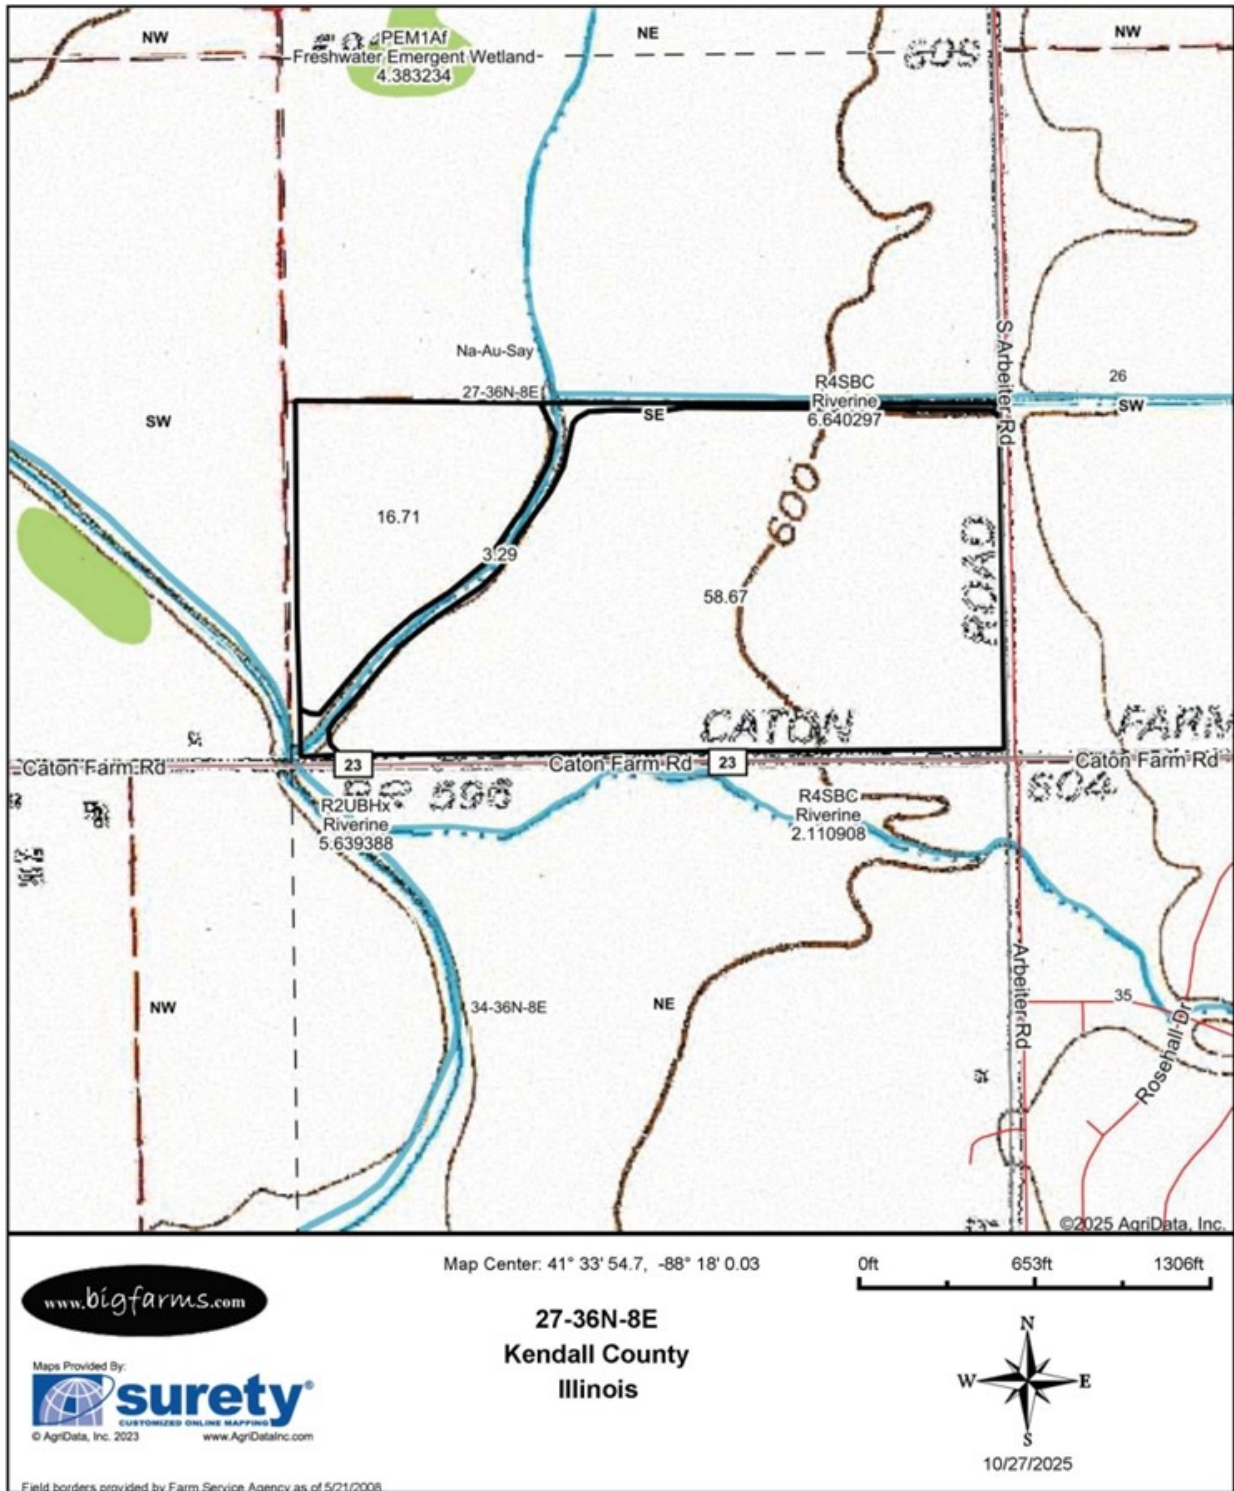 NW
NE
NW
PEM1Af
Freshwater Emergent Wetland
4.383234
605
Na-Au-Say
27-36N-8E
S Arbeiter Rd
R4SBC
Riverine
6.640297
26
SW
SE
SW
16.71
3.29
600
58.67
ROAD
CATON
FARM
Caton Farm Rd
23
Caton Farm Rd
23
Caton Farm Rd
596
604
R2UBHx
Riverine
5.639388
R4SBC
Riverine
2.110908
NW
34-36N-8E
NE
Arbeiter Rd
35
Rosehall Dr
©2025 AgriData, Inc.
www.bigfarms.com
Map Center: 41° 33' 54.7, -88° 18' 0.03
0ft 653ft 1306ft
27-36N-8E
Kendall County
Illinois
N
W E
S
10/27/2025
Maps Provided By:
surety®
CUSTOMIZED ONLINE MAPPING
© AgriData, Inc. 2023 www.AgriDataInc.com
Field borders provided by Farm Service Agency as of 5/21/2008.